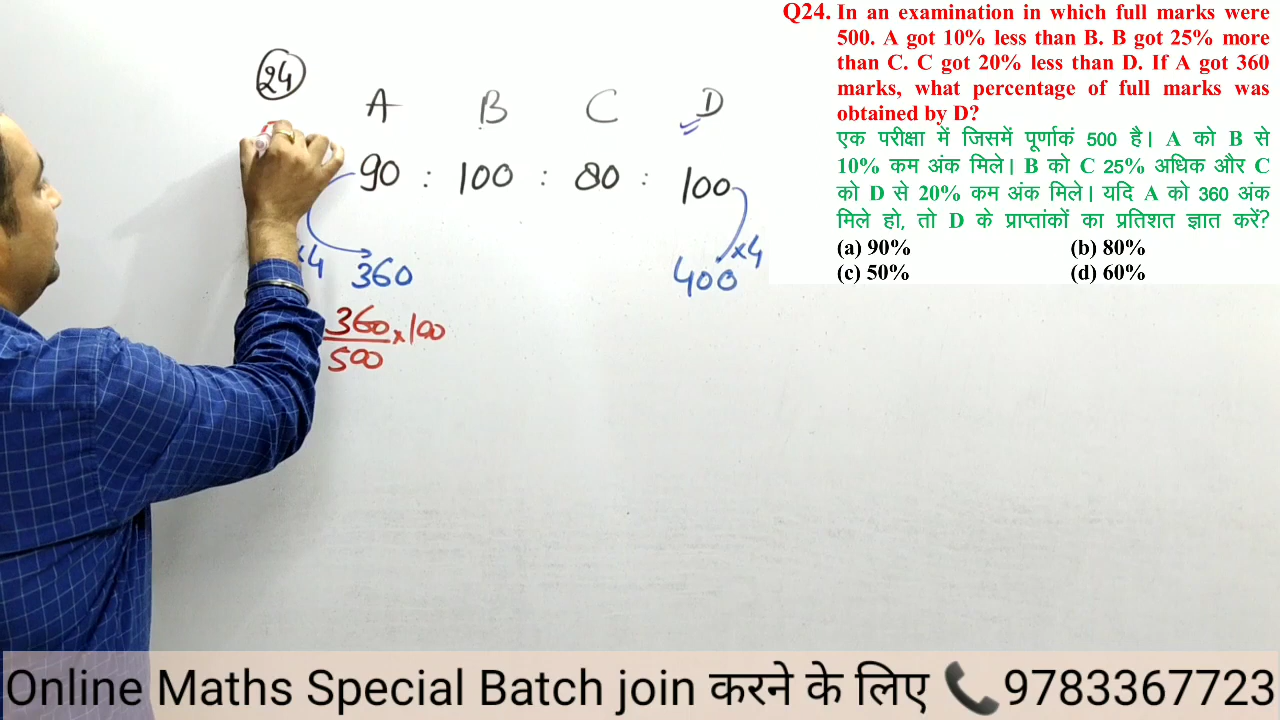 Q24. In an examination in which full marks were
500. A got 10% less than B. B got 25% more
than C. C got 20% less than D. If A got 360
marks, what percentage of full marks was
obtained by D?
एक परीक्षा में जिसमें पूर्णाकं 500 है। A को B से
10% कम अंक मिले। B को C 25% अधिक और C
को D से 20% कम अंक मिले। यदि A को 360 अंक
मिले हो, तो D के प्राप्तांकों का प्रतिशत ज्ञात करें?
(a) 90% (b) 80%
(c) 50% (d) 60%
24
A B C D
90 : 100 : 80 : 100
×4 360 400 ×4
360/500 ×100
Online Maths Special Batch join करने के लिए 📞9783367723